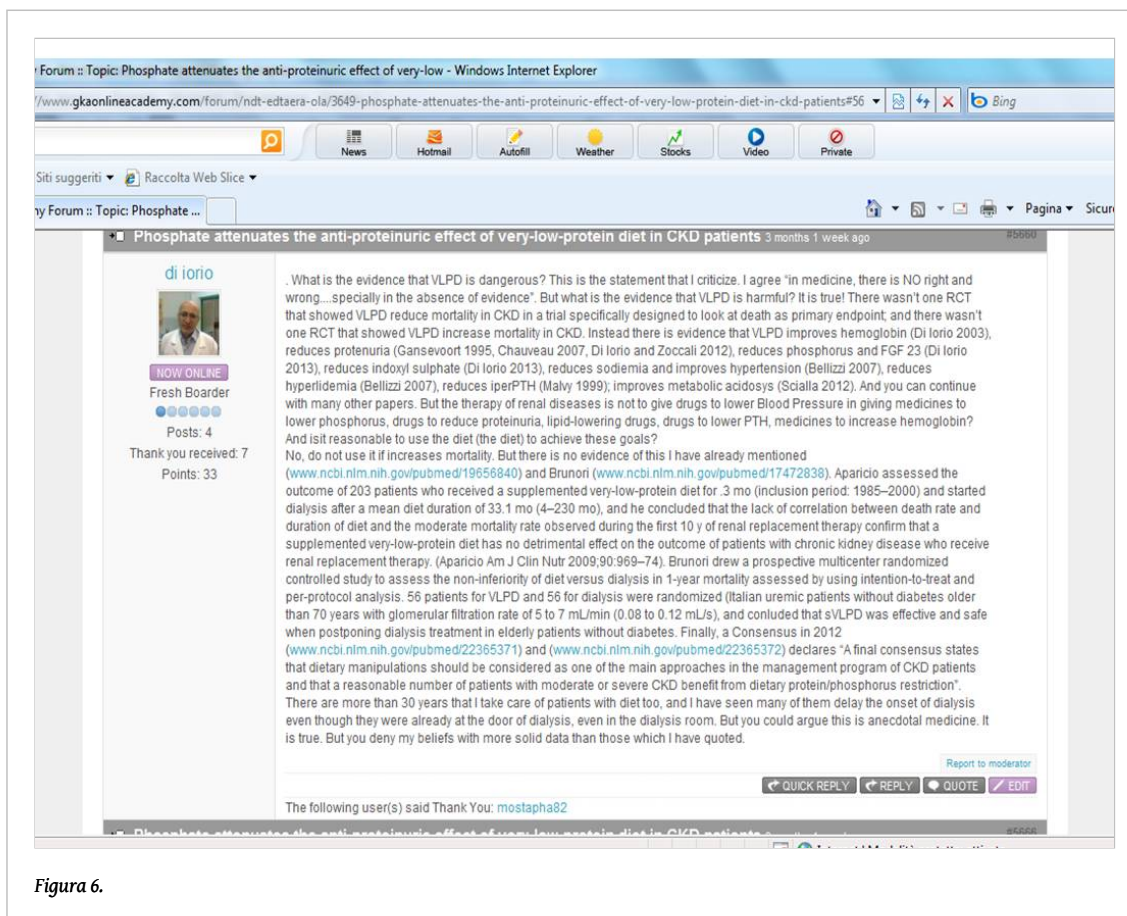 Forum :: Topic: Phosphate attenuates the anti-proteinuric effect of very-low - Windows Internet Explorer
//www.gkaonlineacademy.com/forum/ndt-edtaera-ola/3649-phosphate-attenuates-the-anti-proteinuric-effect-of-very-low-protein-diet-in-ckd-patients#56
Bing
News Hotmail Autofill Weather Stocks Video Private
Siti suggeriti Raccolta Web Slice
ny Forum :: Topic: Phosphate ...
Pagina Sicur
Phosphate attenuates the anti-proteinuric effect of very-low-protein diet in CKD patients 3 months 1 week ago #5660
di iorio
NOW ONLINE
Fresh Boarder
Posts: 4
Thank you received: 7
Points: 33
. What is the evidence that VLPD is dangerous? This is the statement that I criticize. I agree “in medicine, there is NO right and
wrong....specially in the absence of evidence”. But what is the evidence that VLPD is harmful? It is true! There wasn't one RCT
that showed VLPD reduce mortality in CKD in a trial specifically designed to look at death as primary endpoint; and there wasn't
one RCT that showed VLPD increase mortality in CKD. Instead there is evidence that VLPD improves hemoglobin (Di Iorio 2003),
reduces protenuria (Gansevoort 1995, Chauveau 2007, Di Iorio and Zoccali 2012), reduces phosphorus and FGF 23 (Di Iorio
2013), reduces indoxyl sulphate (Di Iorio 2013), reduces sodiemia and improves hypertension (Bellizzi 2007), reduces
hyperlidemia (Bellizzi 2007), reduces iperPTH (Malvy 1999); improves metabolic acidosys (Scialla 2012). And you can continue
with many other papers. But the therapy of renal diseases is not to give drugs to lower Blood Pressure in giving medicines to
lower phosphorus, drugs to reduce proteinuria, lipid-lowering drugs, drugs to lower PTH, medicines to increase hemoglobin?
And isit reasonable to use the diet (the diet) to achieve these goals?
No, do not use it if increases mortality. But there is no evidence of this I have already mentioned
(www.ncbi.nlm.nih.gov/pubmed/19656840) and Brunori (www.ncbi.nlm.nih.gov/pubmed/17472838). Aparicio assessed the
outcome of 203 patients who received a supplemented very-low-protein diet for .3 mo (inclusion period: 1985–2000) and started
dialysis after a mean diet duration of 33.1 mo (4–230 mo), and he concluded that the lack of correlation between death rate and
duration of diet and the moderate mortality rate observed during the first 10 y of renal replacement therapy confirm that a
supplemented very-low-protein diet has no detrimental effect on the outcome of patients with chronic kidney disease who receive
renal replacement therapy. (Aparicio Am J Clin Nutr 2009;90:969–74). Brunori drew a prospective multicenter randomized
controlled study to assess the non-inferiority of diet versus dialysis in 1-year mortality assessed by using intention-to-treat and
per-protocol analysis. 56 patients for VLPD and 56 for dialysis were randomized (Italian uremic patients without diabetes older
than 70 years with glomerular filtration rate of 5 to 7 mL/min (0.08 to 0.12 mL/s), and conluded that sVLPD was effective and safe
when postponing dialysis treatment in elderly patients without diabetes. Finally, a Consensus in 2012
(www.ncbi.nlm.nih.gov/pubmed/22365371) and (www.ncbi.nlm.nih.gov/pubmed/22365372) declares “A final consensus states
that dietary manipulations should be considered as one of the main approaches in the management program of CKD patients
and that a reasonable number of patients with moderate or severe CKD benefit from dietary protein/phosphorus restriction”.
There are more than 30 years that I take care of patients with diet too, and I have seen many of them delay the onset of dialysis
even though they were already at the door of dialysis, even in the dialysis room. But you could argue this is anecdotal medicine. It
is true. But you deny my beliefs with more solid data than those which I have quoted.
Report to moderator
QUICK REPLY REPLY QUOTE EDIT
The following user(s) said Thank You: mostapha82
Phosphate attenuates the anti-proteinuric effect of very-low-protein diet in CKD patients #5666
Figura 6.